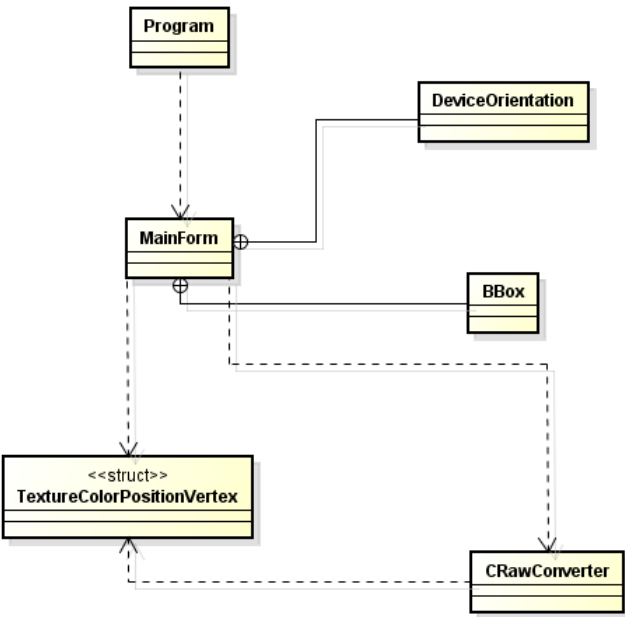 Program
DeviceOrientation
MainForm
BBox
<<struct>>
TextureColorPositionVertex
CRawConverter